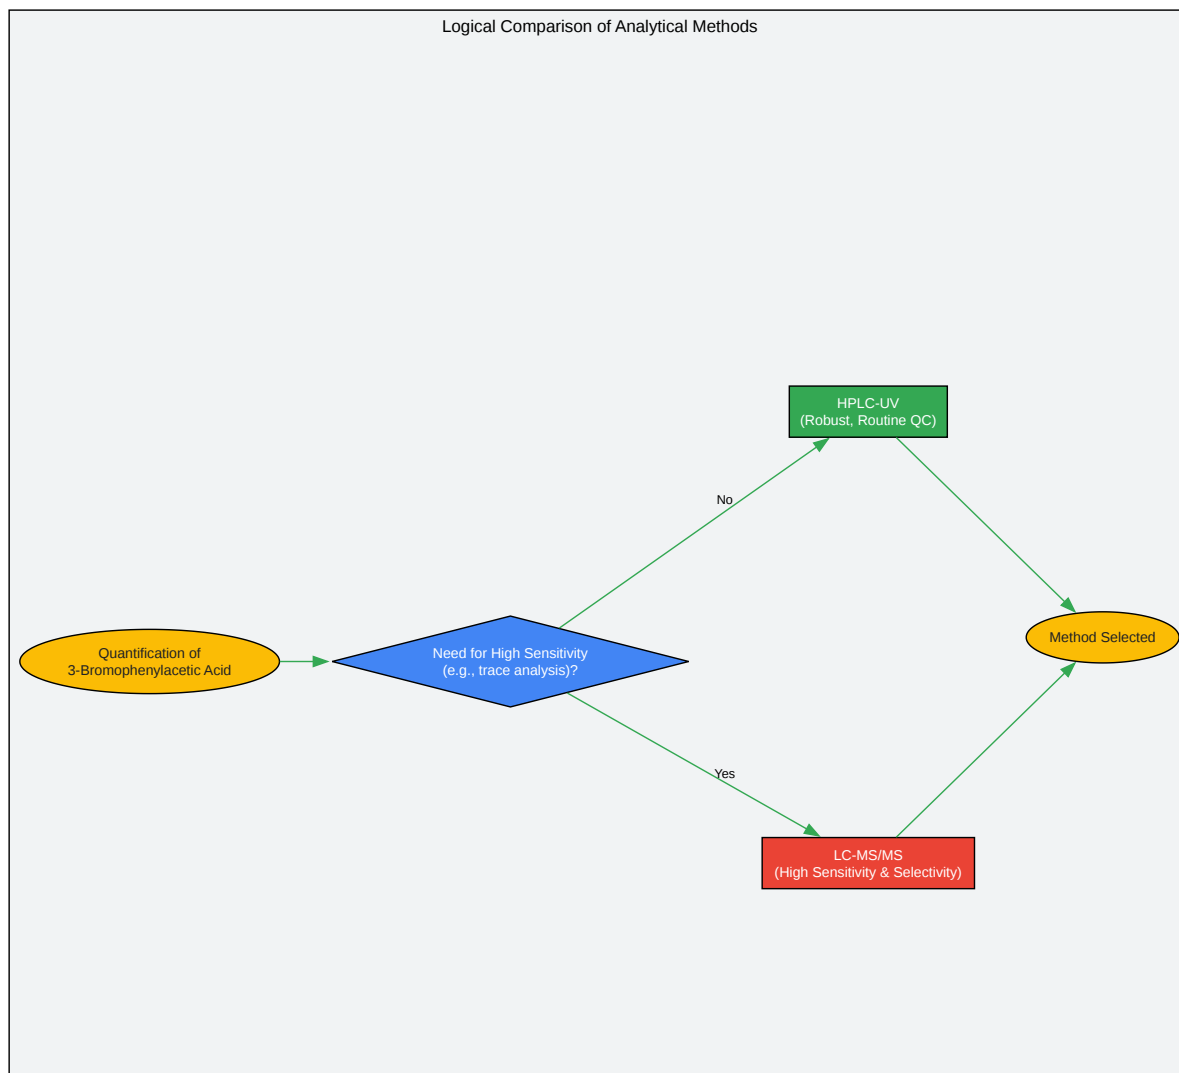 Logical Comparison of Analytical Methods
HPLC-UV
(Robust, Routine QC)
No
Quantification of
3-Bromophenylacetic Acid
Need for High Sensitivity
(e.g., trace analysis)?
Method Selected
Yes
LC-MS/MS
(High Sensitivity & Selectivity)